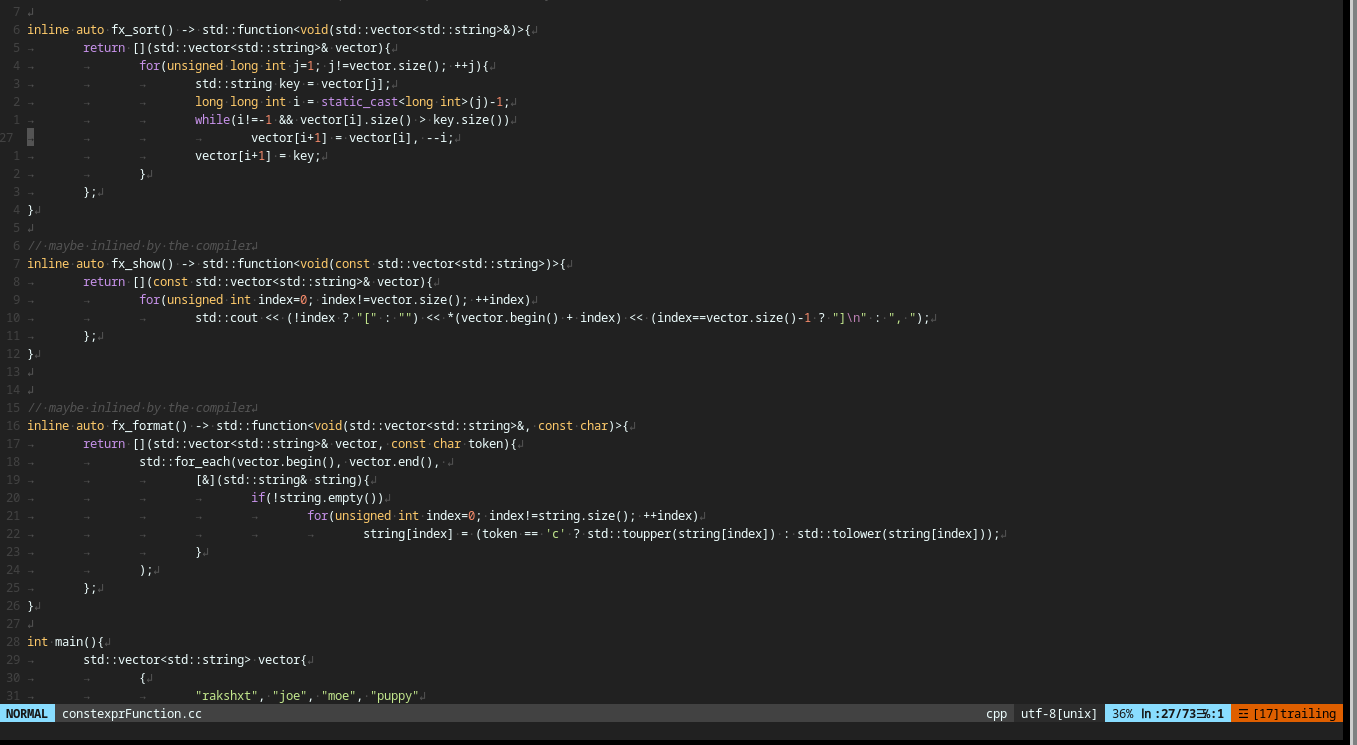 7
6 inline auto fx_sort() -> std::function<void(std::vector<std::string>&)>{
5 return [](std::vector<std::string>& vector){
4 for(unsigned long int j=1; j!=vector.size(); ++j){
3 std::string key = vector[j];
2 long long int i = static_cast<long int>(j)-1;
1 while(i!=-1 && vector[i].size() > key.size())
27 vector[i+1] = vector[i], --i;
1 vector[i+1] = key;
2 }
3 };
4 }
5
6 // maybe inlined by the compiler
7 inline auto fx_show() -> std::function<void(const std::vector<std::string>)>{
8 return [](const std::vector<std::string>& vector){
9 for(unsigned int index=0; index!=vector.size(); ++index)
10 std::cout << (!index ? "[" : "") << *(vector.begin() + index) << (index==vector.size()-1 ? "]\n" : ", ");
11 };
12 }
13
14
15 // maybe inlined by the compiler
16 inline auto fx_format() -> std::function<void(std::vector<std::string>&, const char)>{
17 return [](std::vector<std::string>& vector, const char token){
18 std::for_each(vector.begin(), vector.end(),
19 [&](std::string& string){
20 if(!string.empty())
21 for(unsigned int index=0; index!=string.size(); ++index)
22 string[index] = (token == 'c' ? std::toupper(string[index]) : std::tolower(string[index]));
23 }
24 );
25 };
26 }
27
28 int main(){
29 std::vector<std::string> vector{
30 {
31 "rakshxt", "joe", "moe", "puppy"
NORMAL constexprFunction.cc cpp utf-8[unix] 36% ln:27/73☰%:1 ☲ [17]trailing